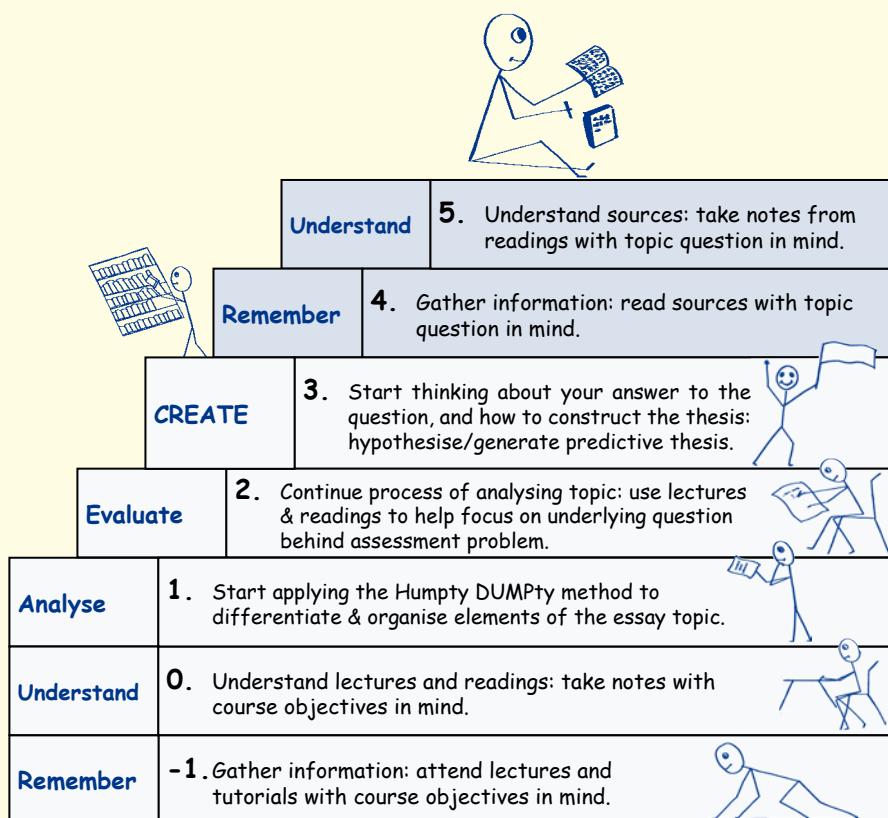 Understand
5. Understand sources: take notes from
readings with topic question in mind.
Remember
4. Gather information: read sources with topic
question in mind.
CREATE
3. Start thinking about your answer to the
question, and how to construct the thesis:
hypothesise/generate predictive thesis.
Evaluate
2. Continue process of analysing topic: use lectures
& readings to help focus on underlying question
behind assessment problem.
Analyse
1. Start applying the Humpty DUMPty method to
differentiate & organise elements of the essay topic.
Understand
0. Understand lectures and readings: take notes with
course objectives in mind.
Remember
-1. Gather information: attend lectures and
tutorials with course objectives in mind.